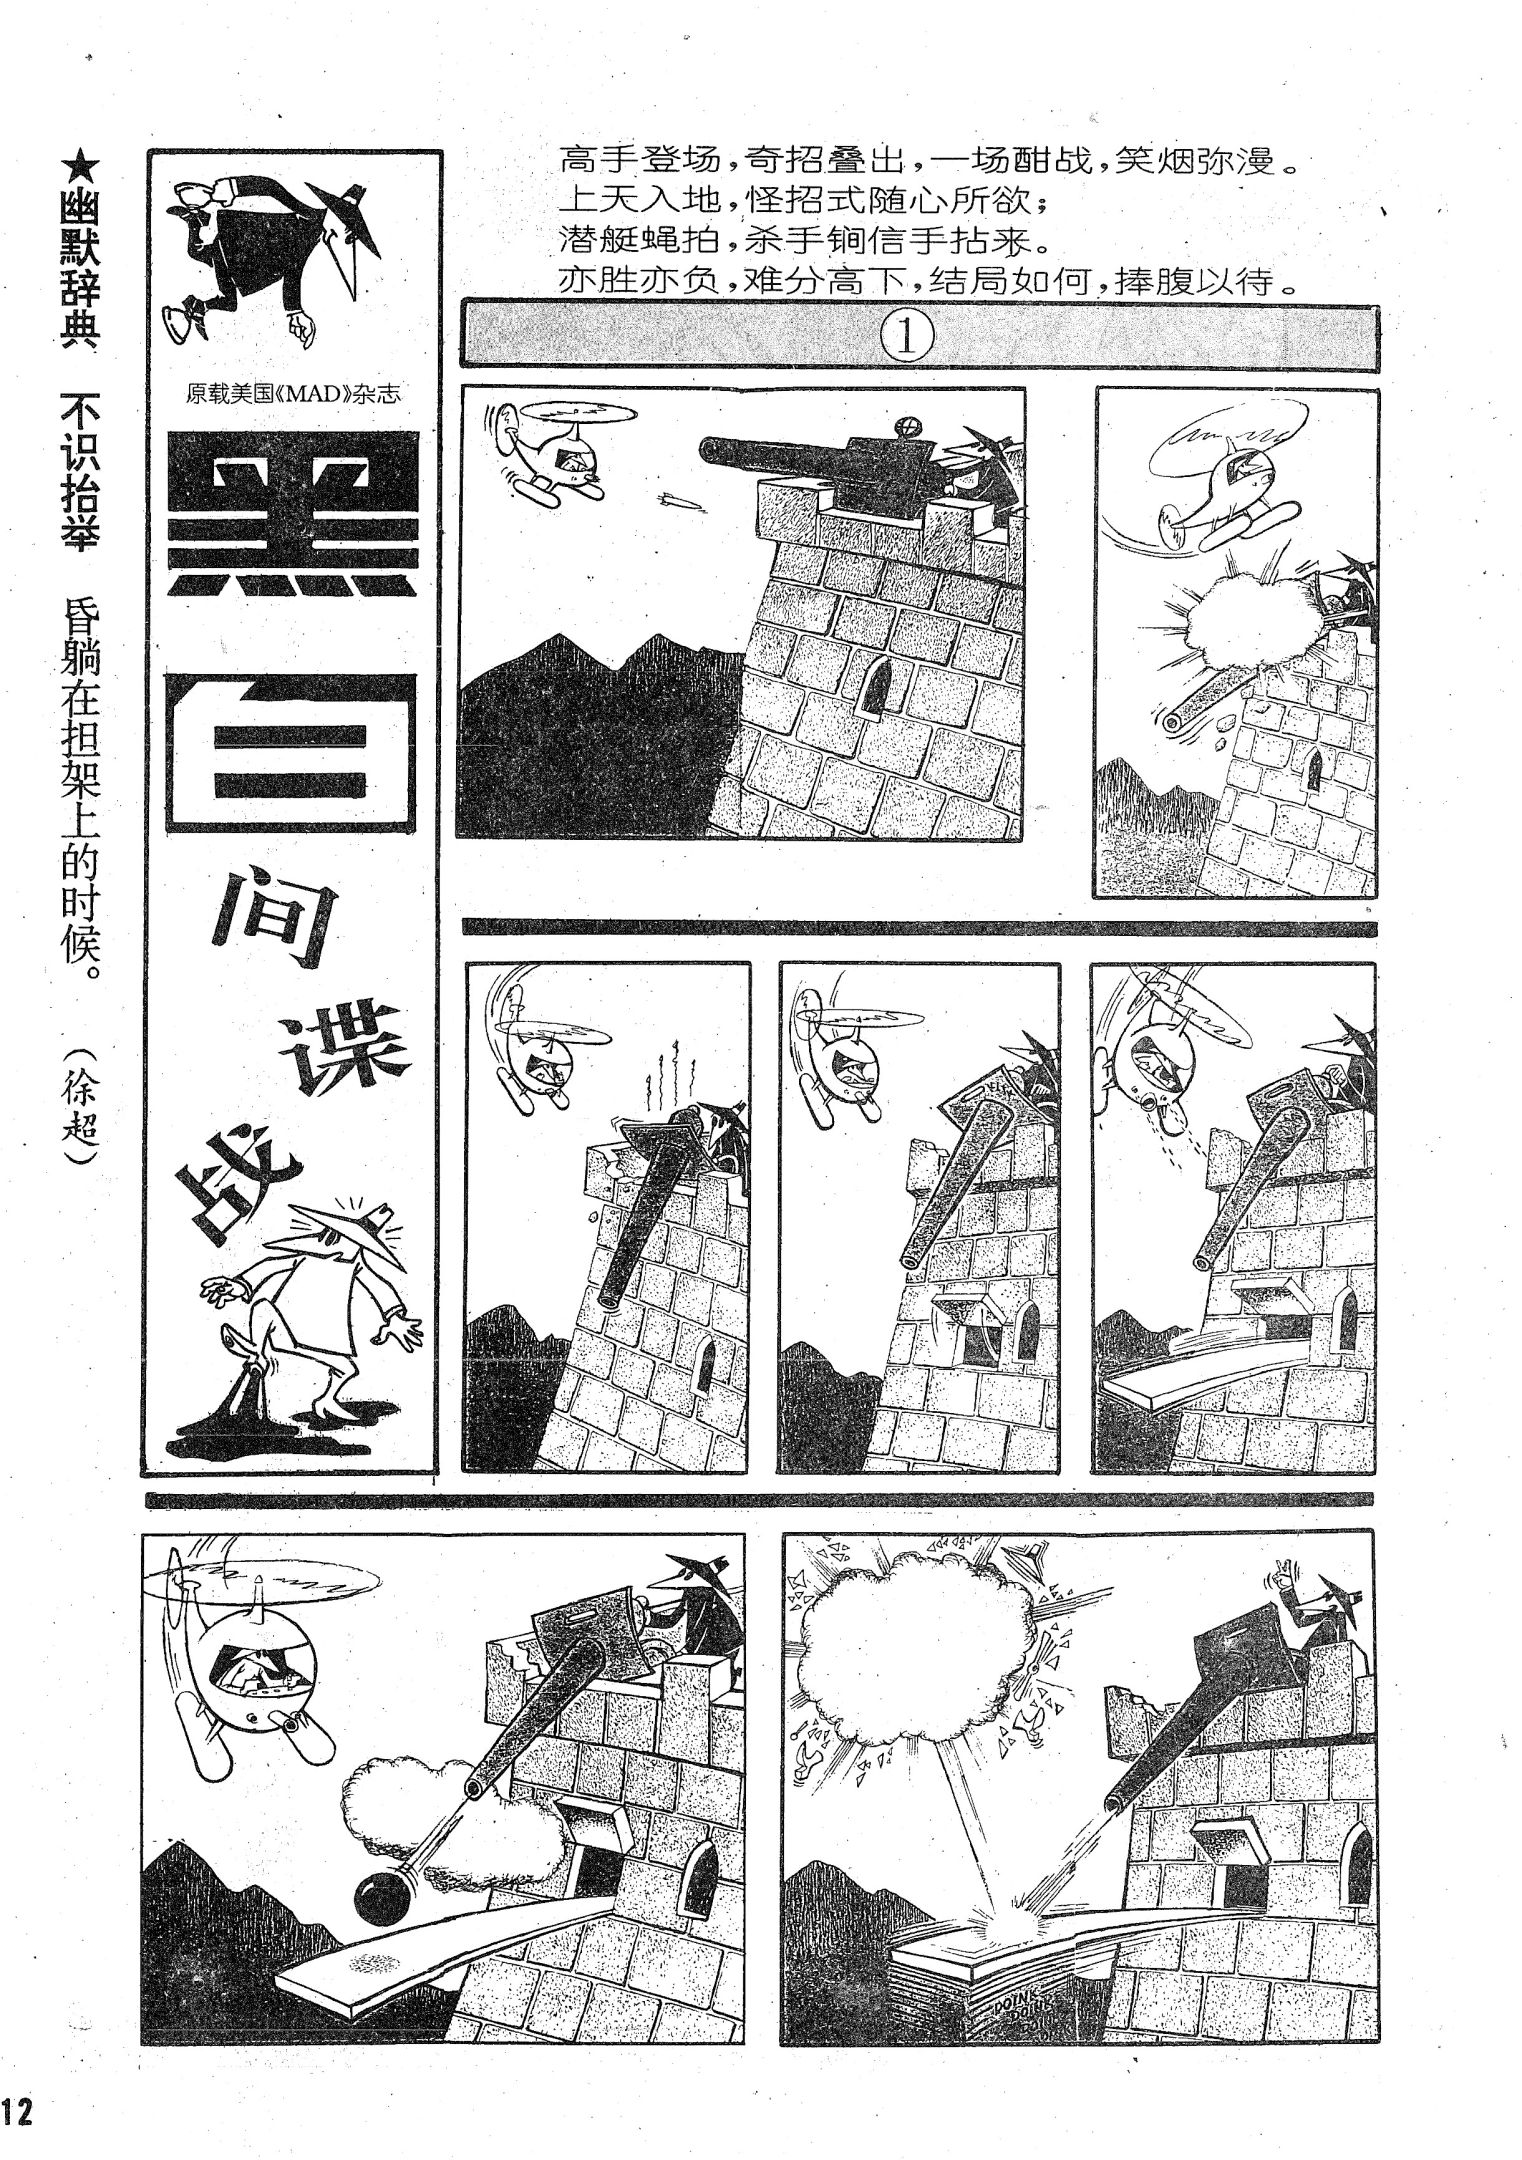 高手登场，奇招叠出，一场酣战，笑烟弥漫。
上天入地，怪招式随心所欲；
潜艇蝇拍，杀手锏信手拈来。
亦胜亦负，难分高下，结局如何，捧腹以待。
①
原载美国《MAD》杂志
黑
白
间
谍
战
★幽默辞典 不识抬举 昏躺在担架上的时候。（徐超）
DOINK
DOINK
12